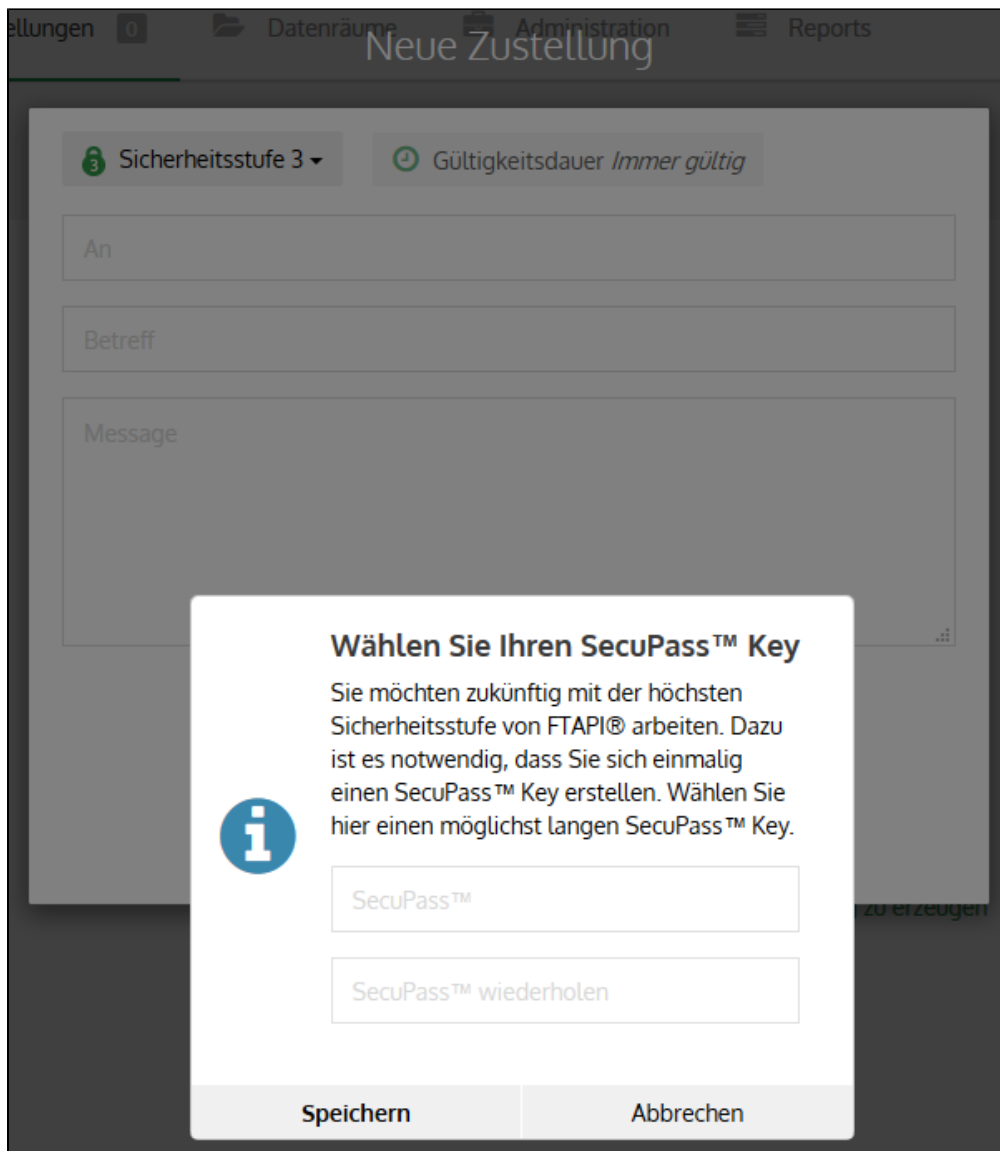 ellungen 0 Datenräume Administration Reports
Neue Zustellung
3 Sicherheitsstufe 3 Gültigkeitsdauer Immer gültig
An
Betreff
Message
Wählen Sie Ihren SecuPass™ Key
Sie möchten zukünftig mit der höchsten
Sicherheitsstufe von FTAPI® arbeiten. Dazu
ist es notwendig, dass Sie sich einmalig
einen SecuPass™ Key erstellen. Wählen Sie
hier einen möglichst langen SecuPass™ Key.
SecuPass™
zu erzeugen
SecuPass™ wiederholen
Speichern Abbrechen